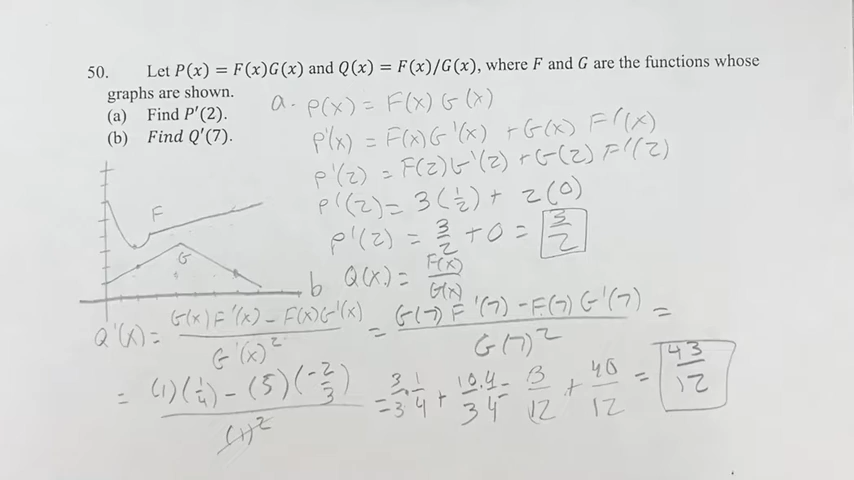 50. Let P(x) = F(x)G(x) and Q(x) = F(x)/G(x), where F and G are the functions whose
graphs are shown.
(a) Find P'(2).
(b) Find Q'(7).
a. P(x) = F(x) G(x)
P'(x) = F(x)G'(x) + G(x) F'(x)
P'(2) = F(2)G'(2) + G(2) F'(2)
P'(2) = 3(1/2) + 2(0)
P'(2) = 3/2 + 0 = 3/2
F
G
b Q(x) = F(x)/G(x)
Q'(x) = G(x)F'(x) - F(x)G'(x) / G(x)^2 = G(7)F'(7) - F(7)G'(7) / G(7)^2 =
= (1)(1/4) - (5)(-2/3) / (1)^2 = 3/3 · 1/4 + 10/3 · 4/4 = 3/12 + 40/12 = 43/12